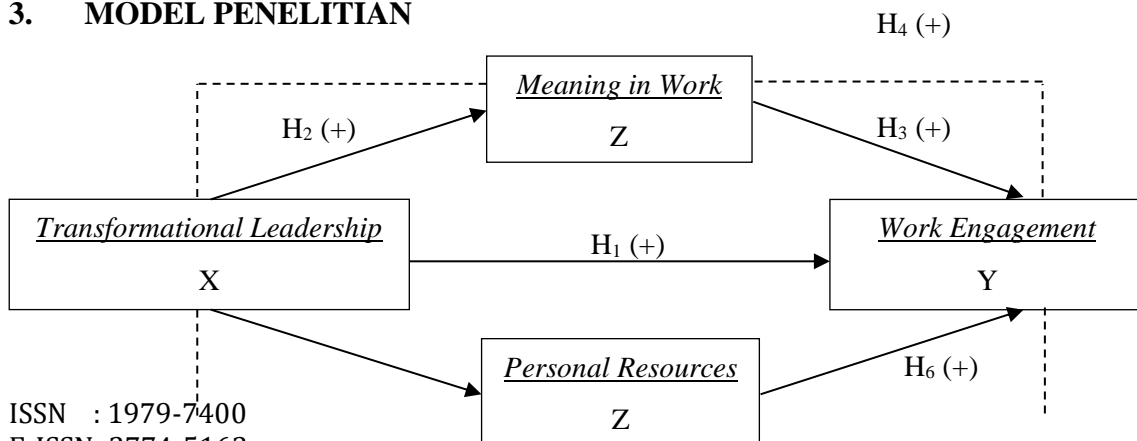 3. MODEL PENELITIAN
H₄ (+)
Meaning in Work
Z
H₂ (+)
H₃ (+)
Transformational Leadership
X
H₁ (+)
Work Engagement
Y
Personal Resources
Z
H₆ (+)
ISSN : 1979-7400